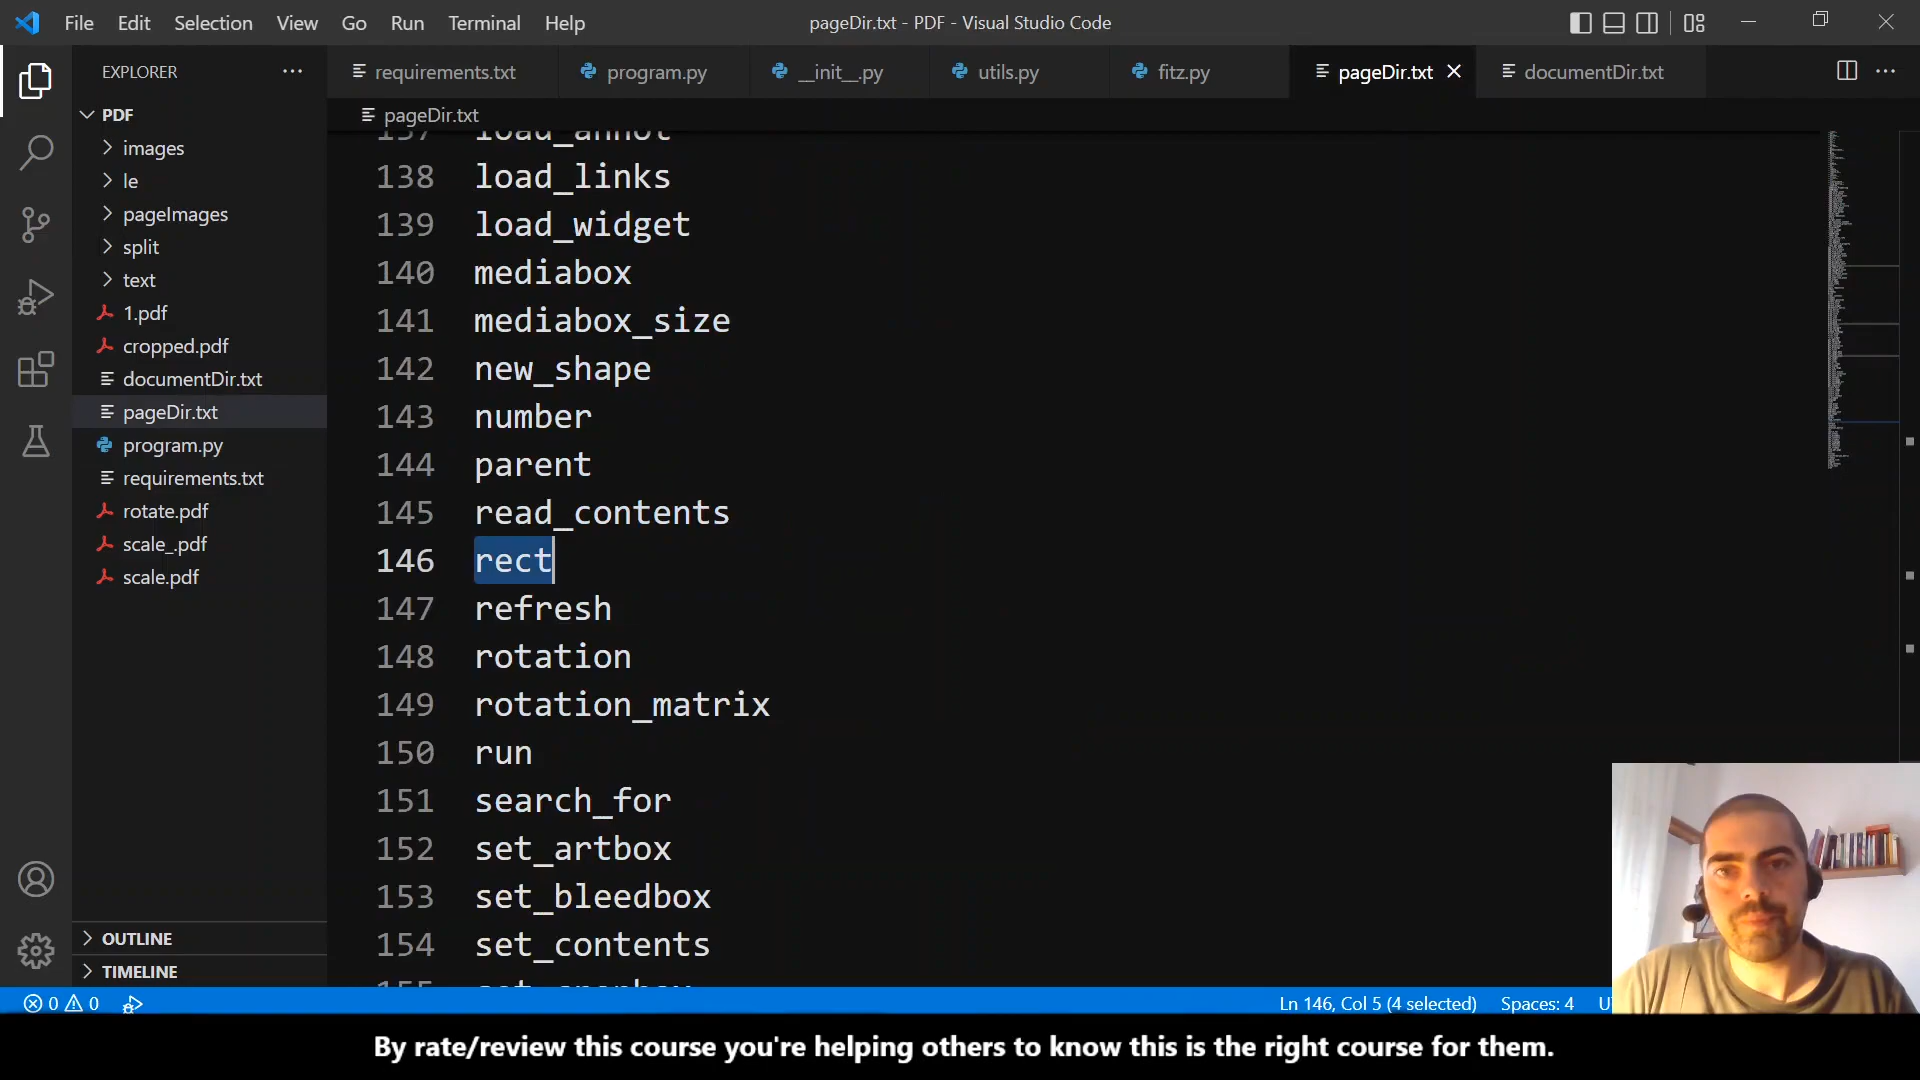 File Edit Selection View Go Run Terminal Help
pageDir.txt - PDF - Visual Studio Code
EXPLORER
PDF
images
le
pageImages
split
text
1.pdf
cropped.pdf
documentDir.txt
pageDir.txt
program.py
requirements.txt
rotate.pdf
scale_.pdf
scale.pdf
OUTLINE
TIMELINE
requirements.txt program.py __init__.py utils.py fitz.py pageDir.txt documentDir.txt
pageDir.txt
137 load_annot
138 load_links
139 load_widget
140 mediabox
141 mediabox_size
142 new_shape
143 number
144 parent
145 read_contents
146 rect
147 refresh
148 rotation
149 rotation_matrix
150 run
151 search_for
152 set_artbox
153 set_bleedbox
154 set_contents
0 0 Ln 146, Col 5 (4 selected) Spaces: 4
By rate/review this course you're helping others to know this is the right course for them.